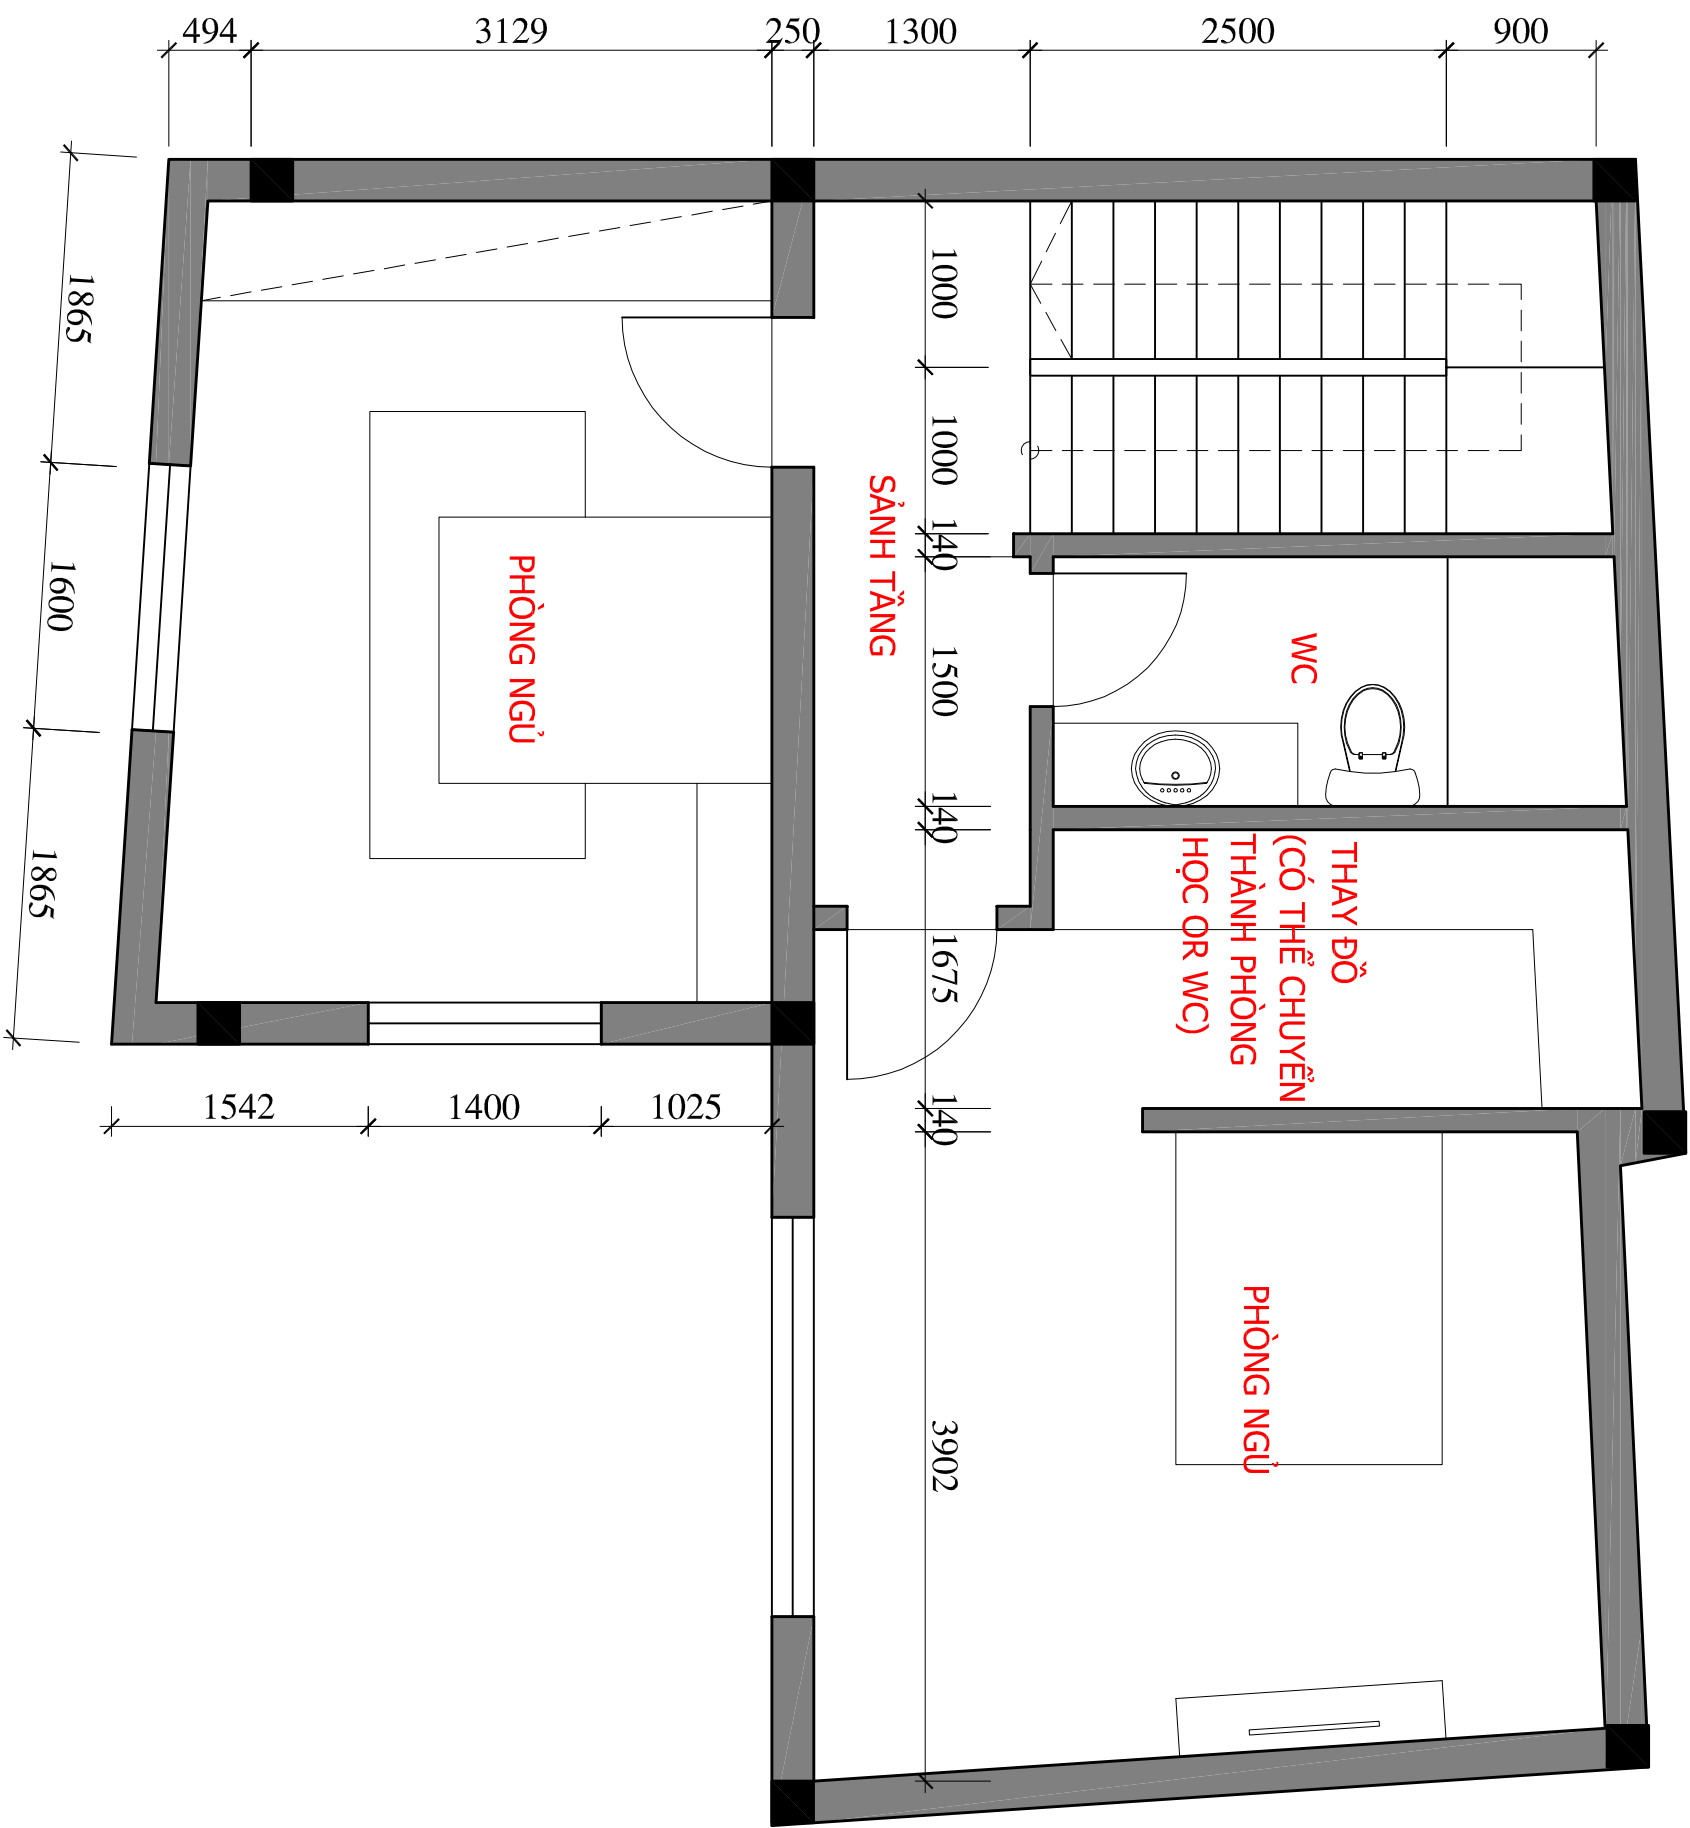 494
3129
250
1300
2500
900
1865
1600
1865
1000
1000
140
1500
140
1675
140
3902
SẢNH TẦNG
PHÒNG NGỦ
WC
THAY ĐỒ
(CÓ THỂ CHUYỂN
THÀNH PHÒNG
HỌC OR WC)
PHÒNG NGỦ
1542
1400
1025